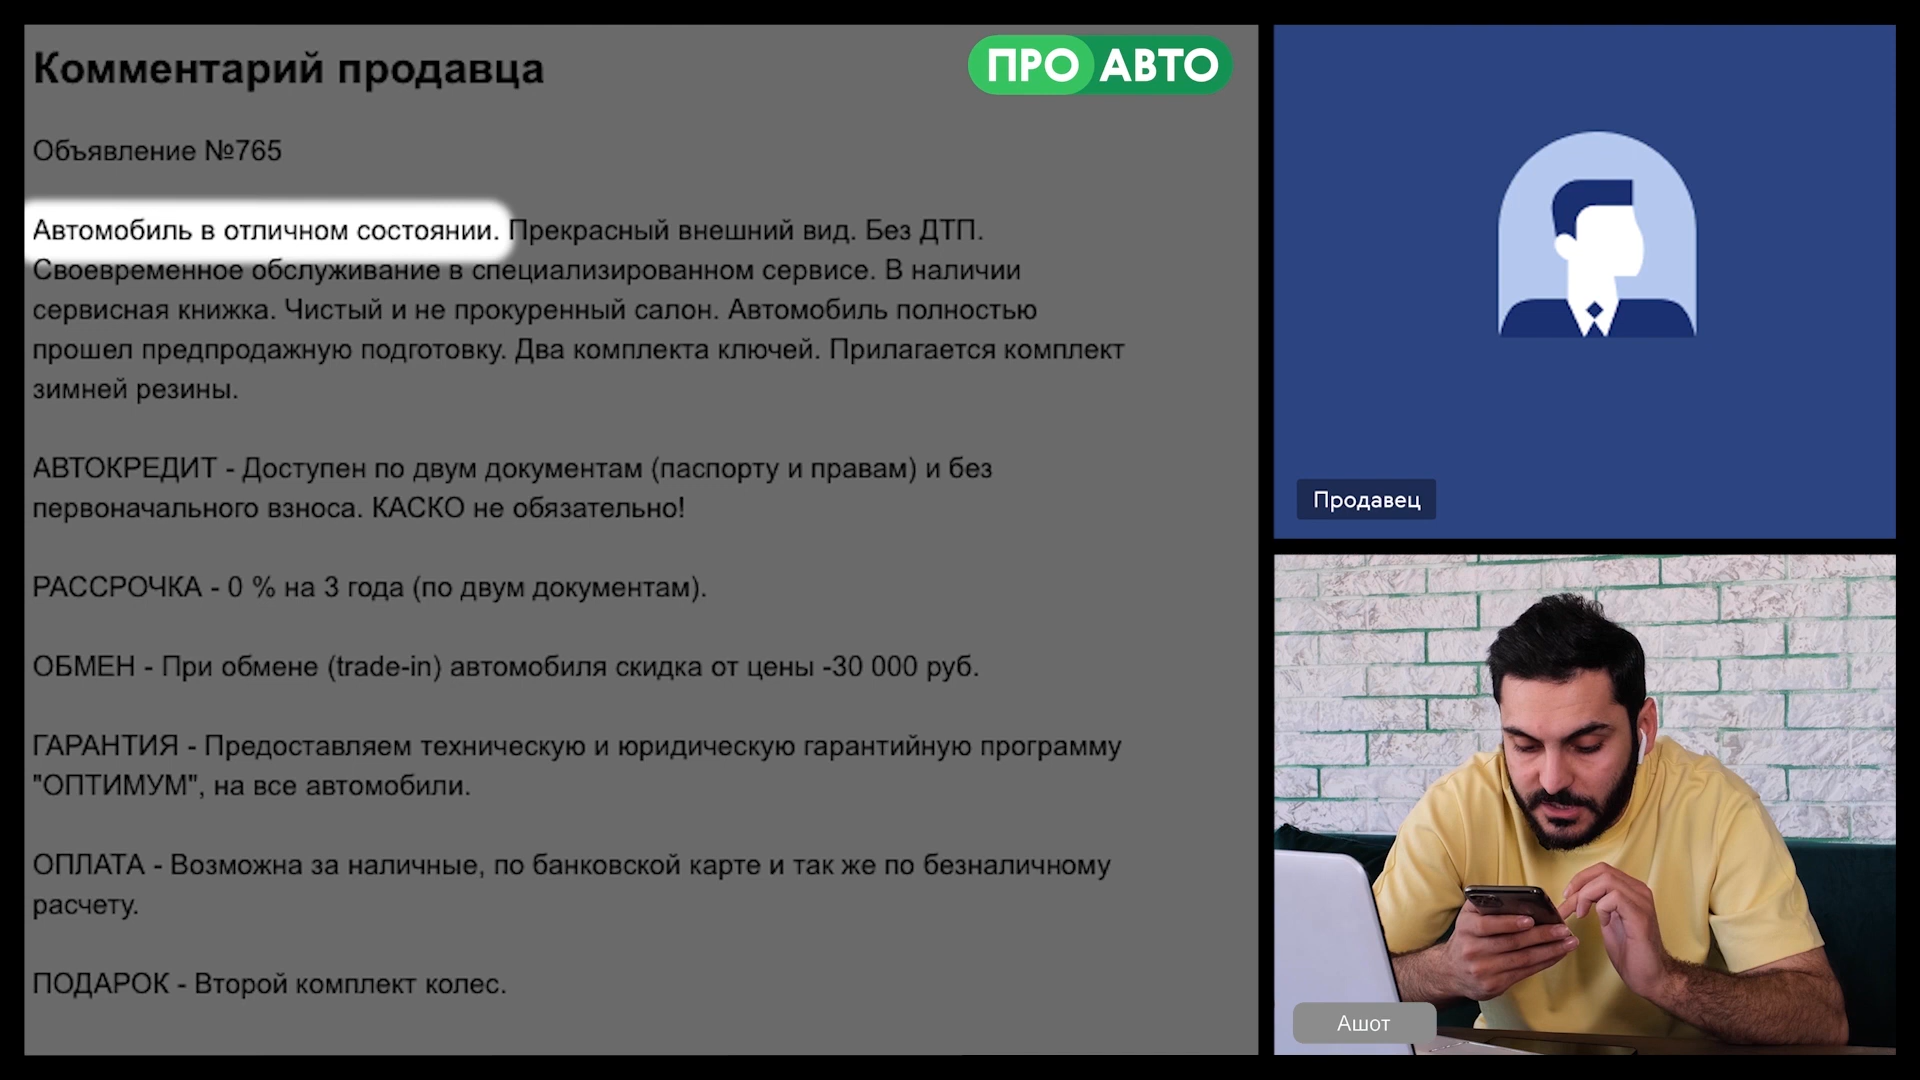 Комментарий продавца
ПРО АВТО
Объявление №765
Автомобиль в отличном состоянии. Прекрасный внешний вид. Без ДТП.
Своевременное обслуживание в специализированном сервисе. В наличии
сервисная книжка. Чистый и не прокуренный салон. Автомобиль полностью
прошел предпродажную подготовку. Два комплекта ключей. Прилагается комплект
зимней резины.
АВТОКРЕДИТ - Доступен по двум документам (паспорту и правам) и без
первоначального взноса. КАСКО не обязательно!
РАССРОЧКА - 0 % на 3 года (по двум документам).
ОБМЕН - При обмене (trade-in) автомобиля скидка от цены -30 000 руб.
ГАРАНТИЯ - Предоставляем техническую и юридическую гарантийную программу
"ОПТИМУМ", на все автомобили.
ОПЛАТА - Возможна за наличные, по банковской карте и так же по безналичному
расчету.
ПОДАРОК - Второй комплект колес.
Продавец
Ашот